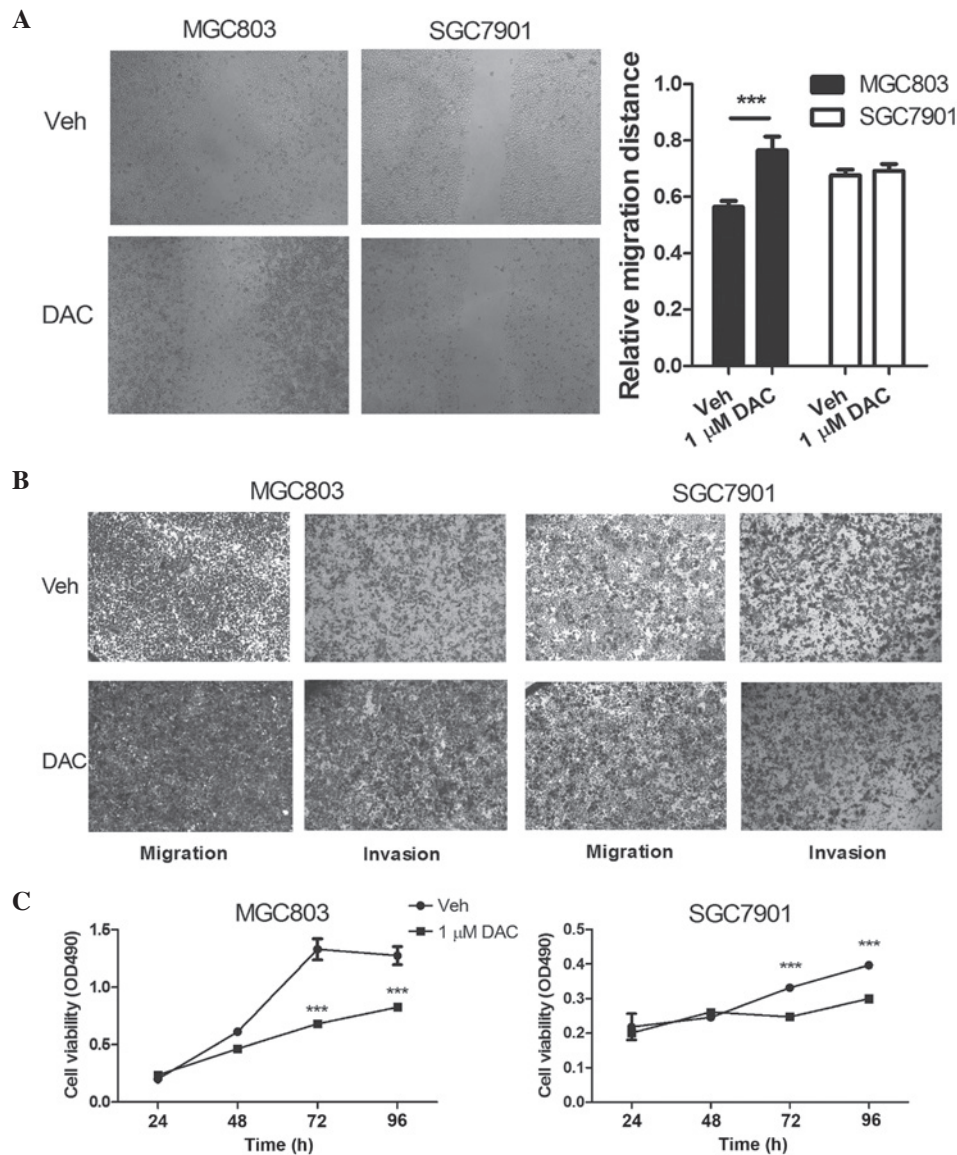 A
MGC803
SGC7901
Veh
DAC
Relative migration distance
1.0
0.8
0.6
0.4
0.2
0.0
***
MGC803
SGC7901
Veh
1 μM DAC
Veh
1 μM DAC
B
MGC803
SGC7901
Veh
DAC
Migration
Invasion
Migration
Invasion
C
MGC803
Veh
1 μM DAC
Cell viability (OD490)
1.5
1.0
0.5
0.0
***
***
24
48
72
96
Time (h)
SGC7901
Cell viability (OD490)
0.5
0.4
0.3
0.2
0.1
0.0
***
***
24
48
72
96
Time (h)